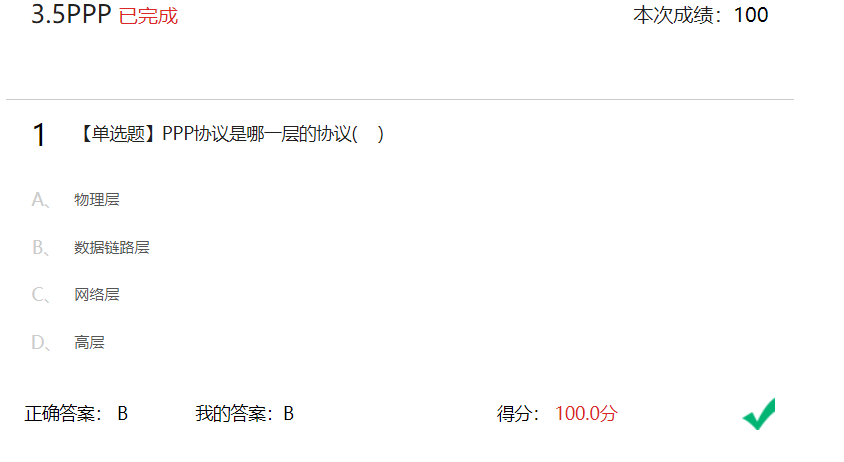 3.5PPP 已完成 本次成绩：100
1 【单选题】PPP协议是哪一层的协议( )
A、 物理层
B、 数据链路层
C、 网络层
D、 高层
正确答案： B 我的答案：B 得分： 100.0分